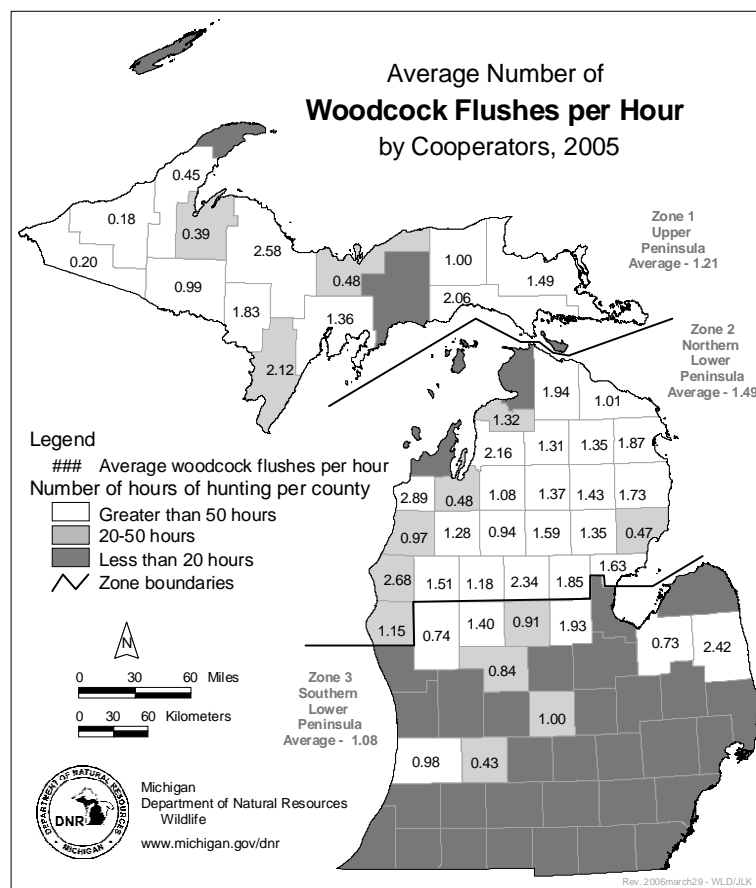 Average Number of
Woodcock Flushes per Hour
by Cooperators, 2005
0.45
0.18
0.39
2.58
0.20
0.99
0.48
1.00
1.49
1.83
1.36
2.06
2.12
Zone 1
Upper
Peninsula
Average - 1.21
Zone 2
Northern
Lower
Peninsula
Average - 1.49
1.94
1.01
1.32
2.16
1.31
1.35
1.87
2.89
0.48
1.08
1.37
1.43
1.73
0.97
1.28
0.94
1.59
1.35
0.47
2.68
1.51
1.18
2.34
1.85
1.63
1.15
0.74
1.40
0.91
1.93
0.73
2.42
0.84
1.00
0.98
0.43
Legend
### Average woodcock flushes per hour
Number of hours of hunting per county
Greater than 50 hours
20-50 hours
Less than 20 hours
Zone boundaries
N
0 30 60 Miles
0 30 60 Kilometers
Zone 3
Southern
Lower
Peninsula
Average - 1.08
DEPARTMENT OF NATURAL RESOURCES
DNR
MICHIGAN
Michigan
Department of Natural Resources
Wildlife
www.michigan.gov/dnr
Rev. 2006march29 - WLD/JLK